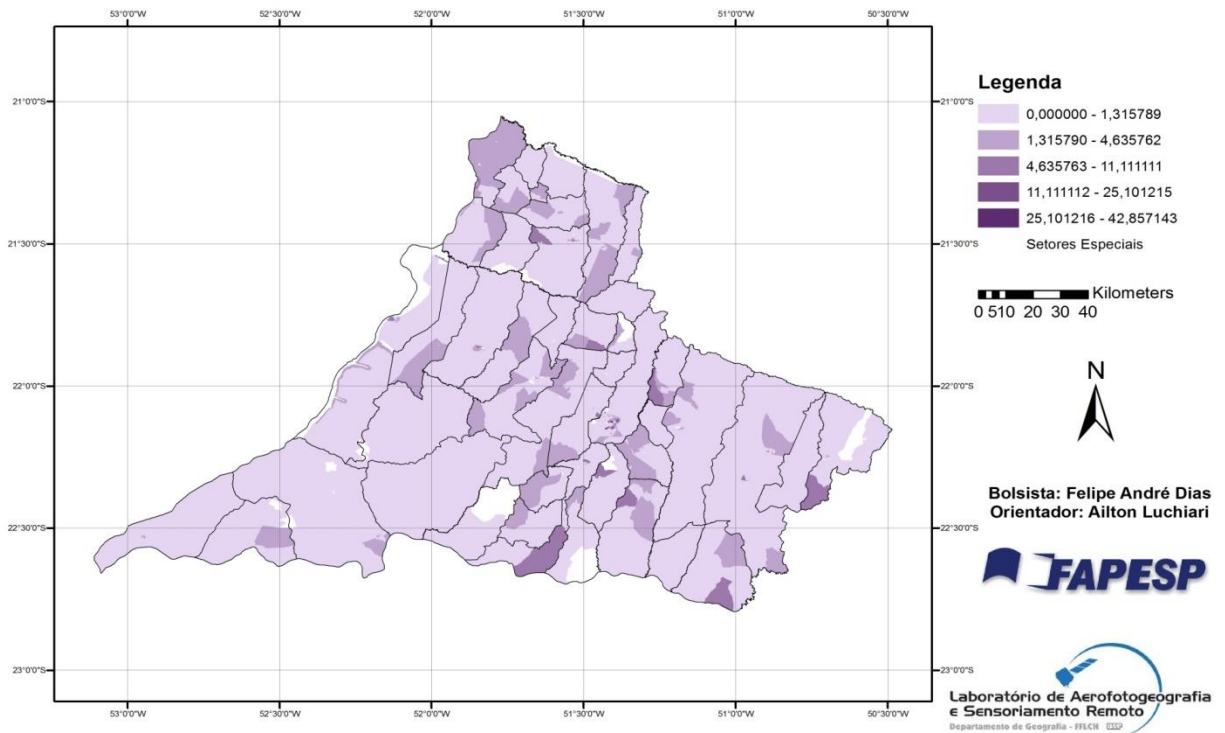 53°0'0"W
52°30'0"W
52°0'0"W
51°30'0"W
51°0'0"W
50°30'0"W
21°0'0"S
21°0'0"S
21°30'0"S
21°30'0"S
22°0'0"S
22°0'0"S
22°30'0"S
22°30'0"S
23°0'0"S
23°0'0"S
53°0'0"W
52°30'0"W
52°0'0"W
51°30'0"W
51°0'0"W
50°30'0"W
Legenda
0,000000 - 1,315789
1,315790 - 4,635762
4,635763 - 11,111111
11,111112 - 25,101215
25,101216 - 42,857143
Setores Especiais
Kilometers
0 510 20 30 40
N
Bolsista: Felipe André Dias
Orientador: Ailton Luchiari
FAPESP
Laboratório de Aerofotogeografia
e Sensoriamento Remoto
Departamento de Geografia - FFLCH USP